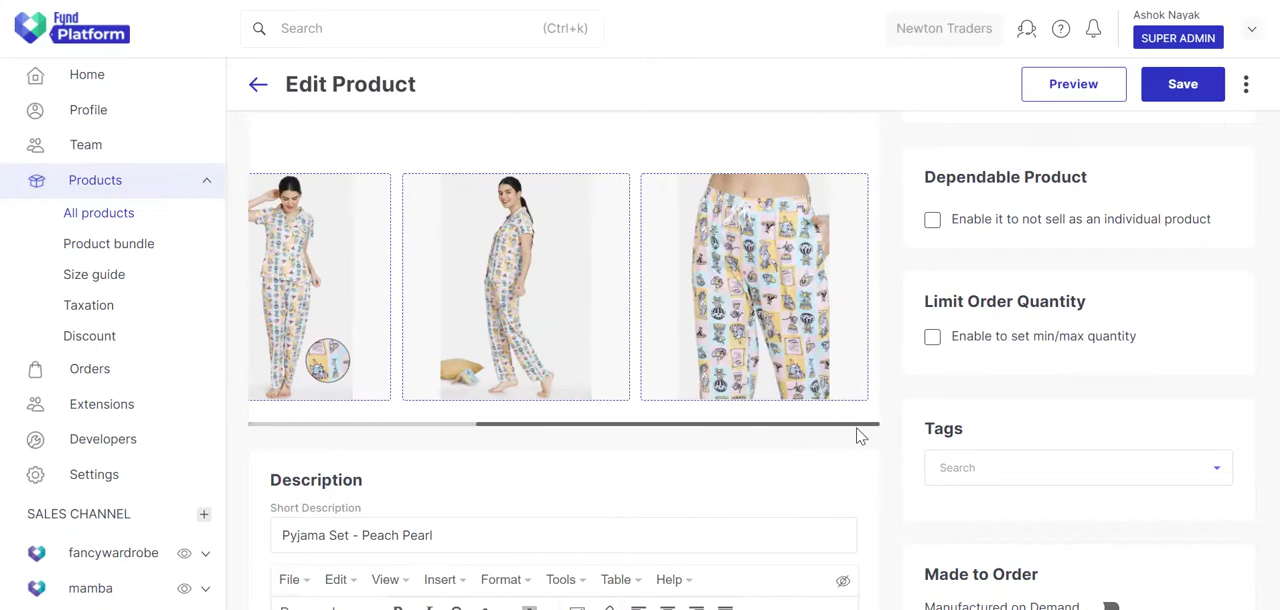 Fynd
Platform
Search
(Ctrl+k)
Newton Traders
Ashok Nayak
SUPER ADMIN
Home
Profile
Team
Products
All products
Product bundle
Size guide
Taxation
Discount
Orders
Extensions
Developers
Settings
SALES CHANNEL
fancywardrobe
mamba
Edit Product
Preview
Save
Description
Short Description
Pyjama Set - Peach Pearl
File Edit View Insert Format Tools Table Help
Dependable Product
Enable it to not sell as an individual product
Limit Order Quantity
Enable to set min/max quantity
Tags
Search
Made to Order
Manufactured on Demand